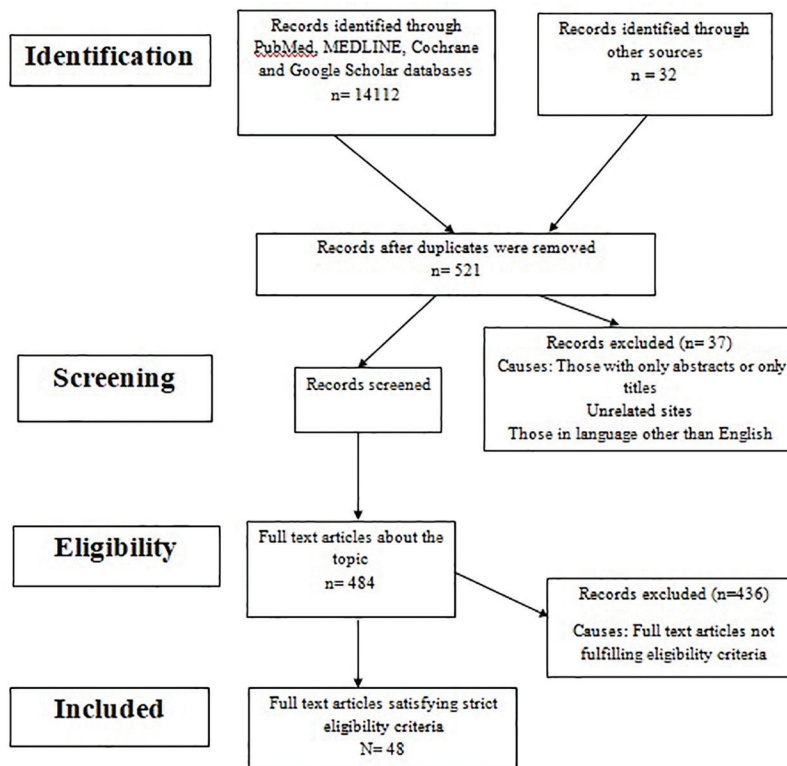 Identification
Records identified through
PubMed, MEDLINE, Cochrane
and Google Scholar databases
n= 14112
Records identified through
other sources
n = 32
Records after duplicates were removed
n= 521
Screening
Records screened
Records excluded (n= 37)
Causes: Those with only abstracts or only
titles
Unrelated sites
Those in language other than English
Eligibility
Full text articles about the
topic
n= 484
Records excluded (n=436)
Causes: Full text articles not
fulfilling eligibility criteria
Included
Full text articles satisfying strict
eligibility criteria
N= 48